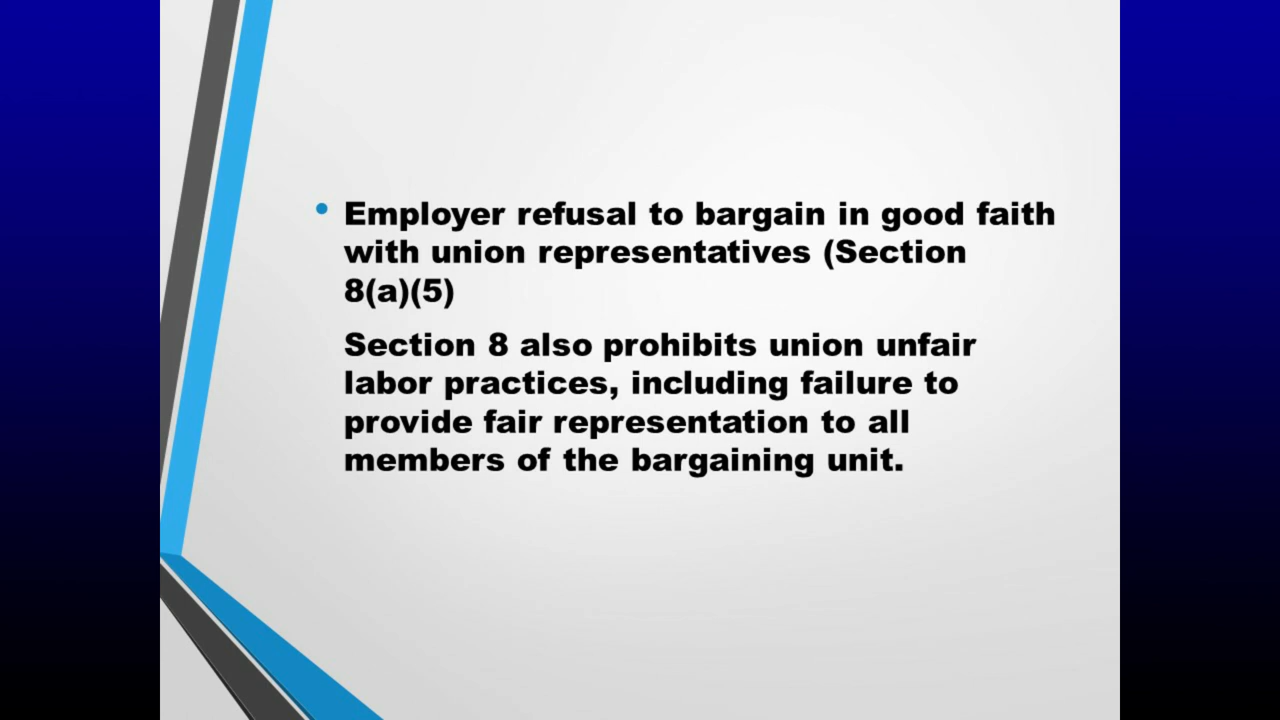 • Employer refusal to bargain in good faith
with union representatives (Section
8(a)(5)
Section 8 also prohibits union unfair
labor practices, including failure to
provide fair representation to all
members of the bargaining unit.